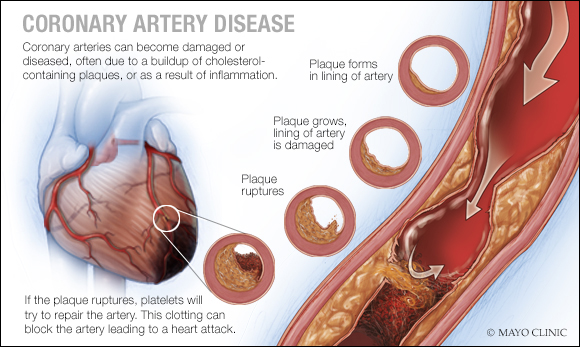 CORONARY ARTERY DISEASE
Coronary arteries can become damaged or
diseased, often due to a buildup of cholesterol-
containing plaques, or as a result of inflammation.
Plaque forms
in lining of artery
Plaque grows,
lining of artery
is damaged
Plaque
ruptures
If the plaque ruptures, platelets will
try to repair the artery. This clotting can
block the artery leading to a heart attack.
© MAYO CLINIC